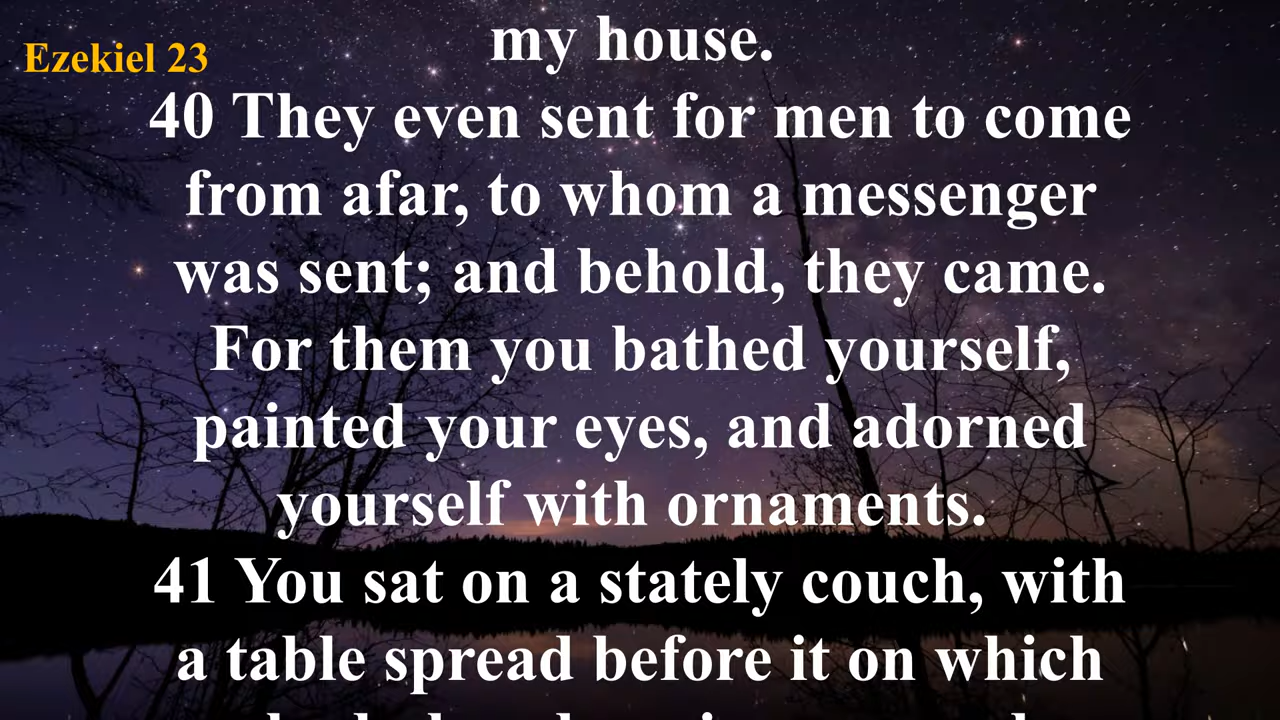 Ezekiel 23
my house.
40 They even sent for men to come
from afar, to whom a messenger
was sent; and behold, they came.
For them you bathed yourself,
painted your eyes, and adorned
yourself with ornaments.
41 You sat on a stately couch, with
a table spread before it on which